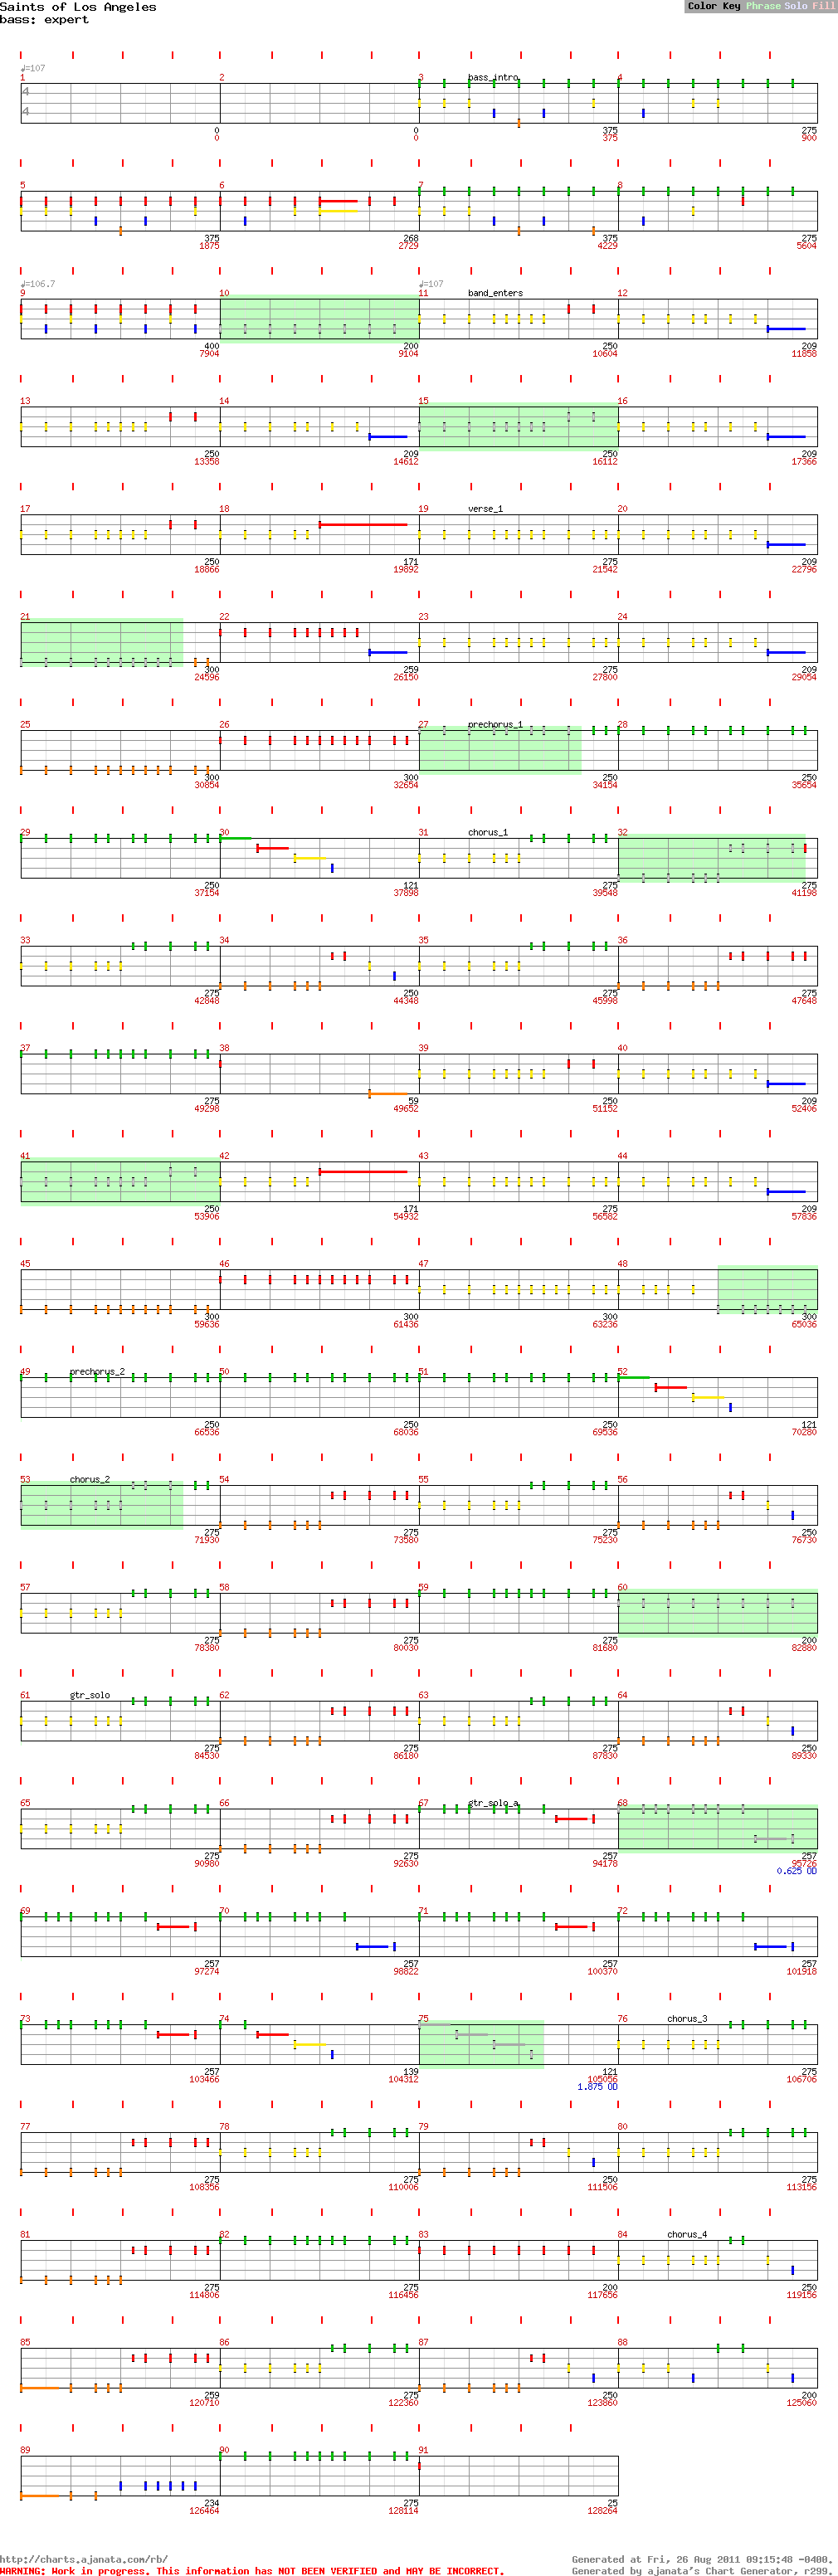 Saints of Los Angeles
Color Key Phrase Solo Fill
bass: expert
♩=107
1 2 3 bass_intro 4
4
4
0 0 375 275
0 0 375 900
5 6 7 8
375 268 375 275
1875 2729 4229 5604
♩=106.7 ♩=107
9 10 11 band_enters 12
400 200 250 209
7904 9104 10604 11858
13 14 15 16
250 209 250 209
13358 14612 16112 17366
17 18 19 verse_1 20
250 171 275 209
18866 19892 21542 22796
21 22 23 24
300 259 275 209
24596 26150 27800 29054
25 26 27 prechorus_1 28
300 300 250 250
30854 32654 34154 35654
29 30 31 chorus_1 32
250 121 275 275
37154 37898 39548 41198
33 34 35 36
275 250 275 275
42848 44348 45998 47648
37 38 39 40
275 59 250 209
49298 49652 51152 52406
41 42 43 44
250 171 275 209
53906 54932 56582 57836
45 46 47 48
300 300 300 300
59636 61436 63236 65036
49 prechorus_2 50 51 52
250 250 250 121
66536 68036 69536 70280
53 chorus_2 54 55 56
275 275 275 250
71930 73580 75230 76730
57 58 59 60
275 275 275 200
78380 80030 81680 82880
61 gtr_solo 62 63 64
275 275 275 250
84530 86180 87830 89330
65 66 67 gtr_solo_a 68
275 275 257 257
90980 92630 94178 95726
0.625 OD
69 70 71 72
257 257 257 257
97274 98822 100370 101918
73 74 75 76 chorus_3
257 139 121 275
103466 104312 105056 106706
1.875 OD
77 78 79 80
275 275 250 275
108356 110006 111506 113156
81 82 83 84 chorus_4
275 275 200 250
114806 116456 117656 119156
85 86 87 88
259 275 250 200
120710 122360 123860 125060
89 90 91
234 275 25
126464 128114 128264
http://charts.ajanata.com/rb/
Generated at Fri, 26 Aug 2011 09:15:48 -0400.
WARNING: Work in progress. This information has NOT BEEN VERIFIED and MAY BE INCORRECT.
Generated by ajanata's Chart Generator, r299.